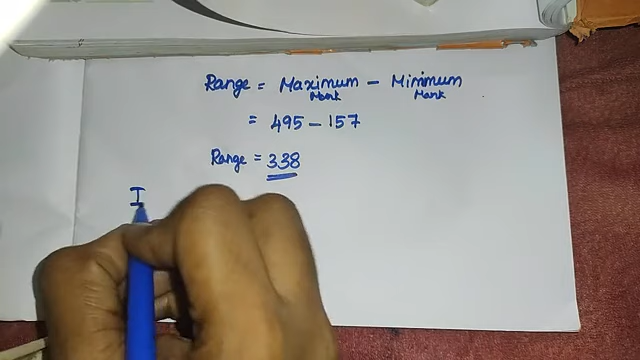 Range = Maximum - Minimum
Mark Mark
= 495 - 157
Range = 338
I